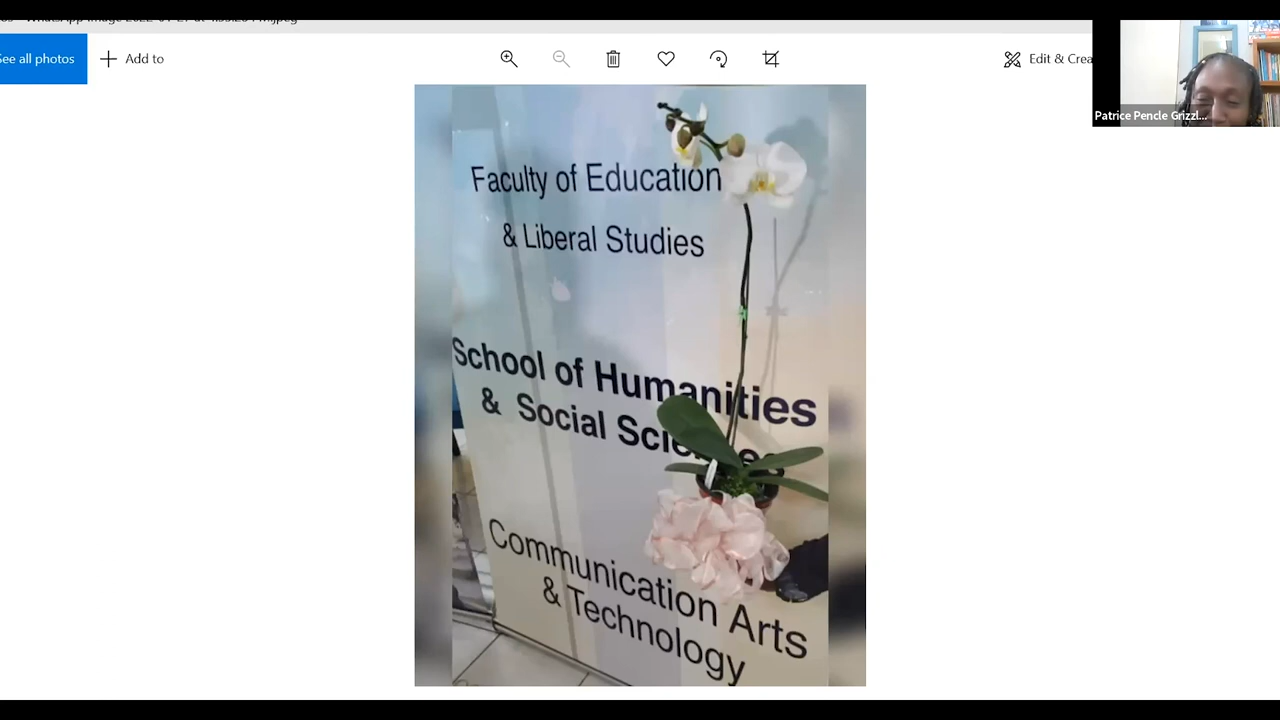 See all photos
Add to
Edit & Crea
Patrice Pencle Grizzl...
Faculty of Education
& Liberal Studies
School of Humanities
& Social
Communication Arts
& Technology